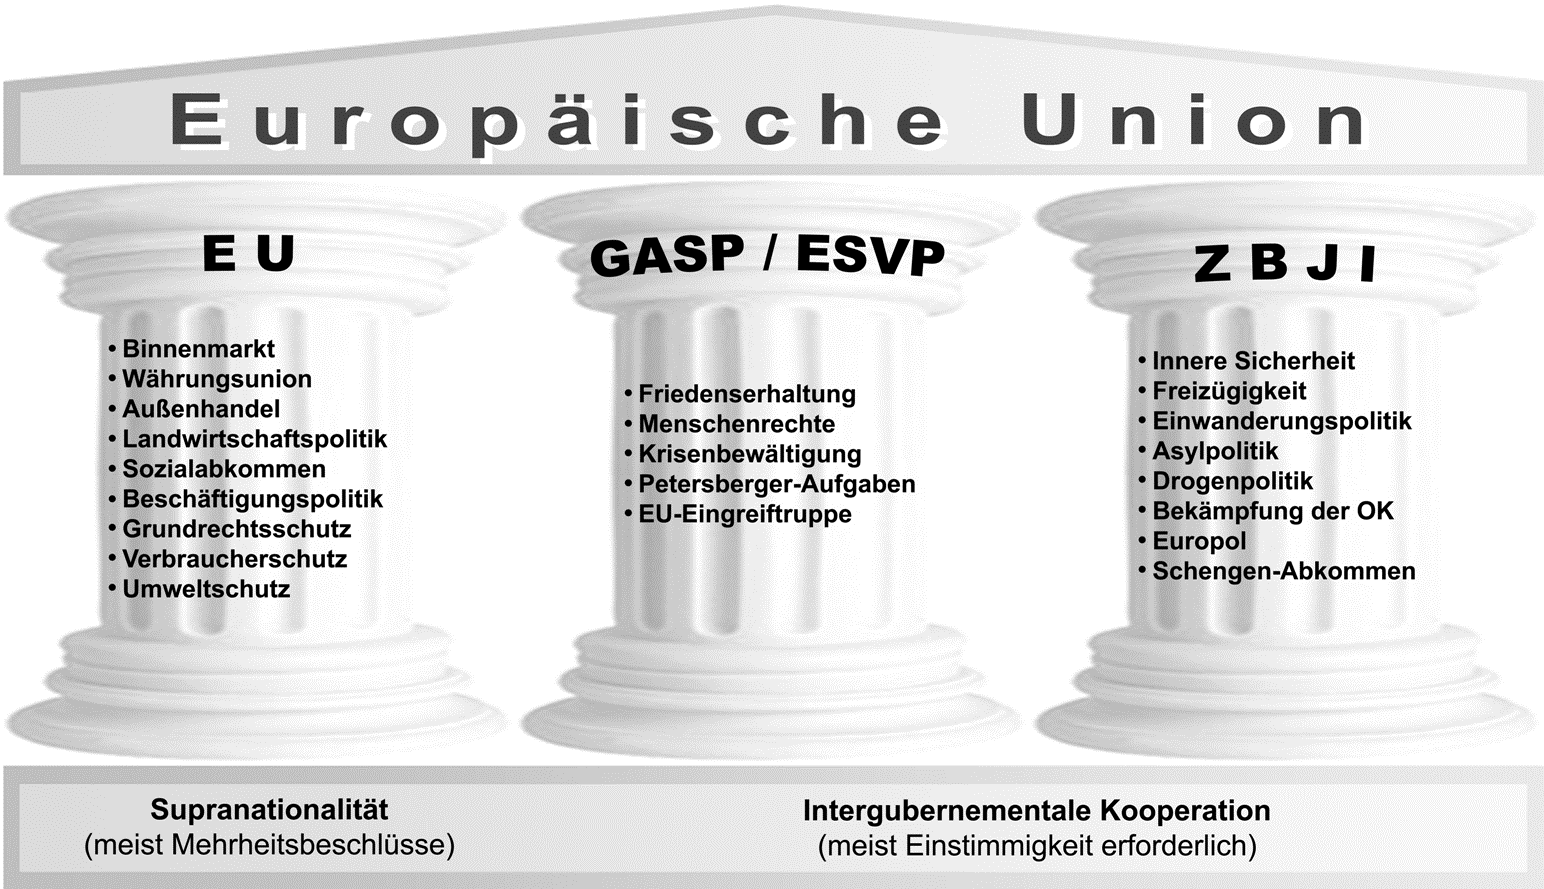 Europäische Union
EU
• Binnenmarkt
• Währungsunion
• Außenhandel
• Landwirtschaftspolitik
• Sozialabkommen
• Beschäftigungspolitik
• Grundrechtsschutz
• Verbraucherschutz
• Umweltschutz
GASP / ESVP
• Friedenserhaltung
• Menschenrechte
• Krisenbewältigung
• Petersberger-Aufgaben
• EU-Eingreiftruppe
ZBJI
• Innere Sicherheit
• Freizügigkeit
• Einwanderungspolitik
• Asylpolitik
• Drogenpolitik
• Bekämpfung der OK
• Europol
• Schengen-Abkommen
Supranationalität
(meist Mehrheitsbeschlüsse)
Intergubernementale Kooperation
(meist Einstimmigkeit erforderlich)